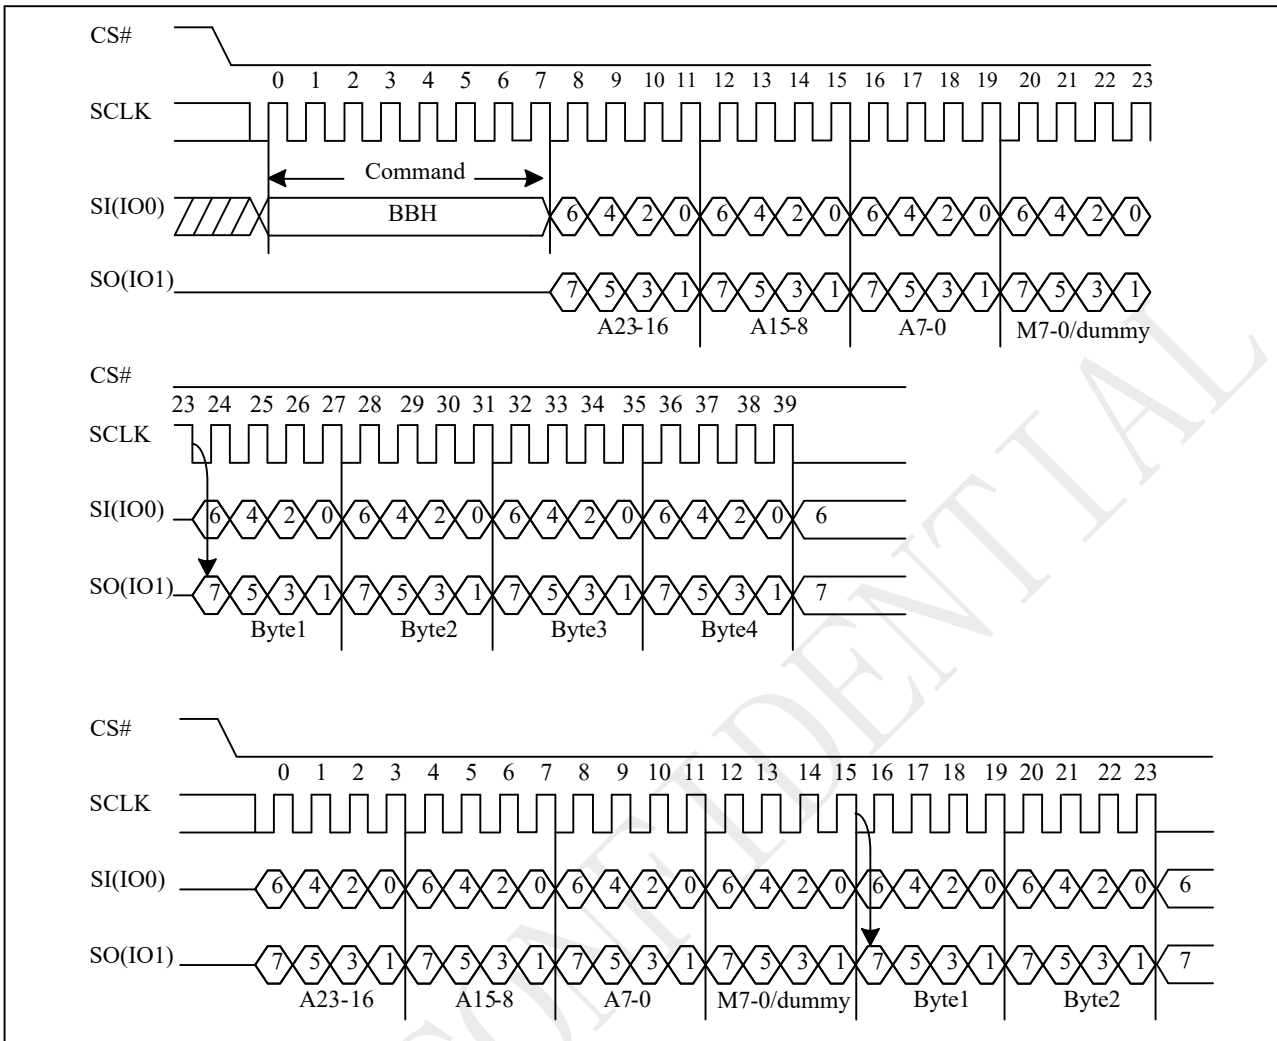 CS#
0 1 2 3 4 5 6 7 8 9 10 11 12 13 14 15 16 17 18 19 20 21 22 23
SCLK
Command
SI(IO0) BBH 6 4 2 0 6 4 2 0 6 4 2 0 6 4 2 0
SO(IO1) 7 5 3 1 7 5 3 1 7 5 3 1 7 5 3 1
A23-16 A15-8 A7-0 M7-0/dummy
CS#
23 24 25 26 27 28 29 30 31 32 33 34 35 36 37 38 39
SCLK
SI(IO0) 6 4 2 0 6 4 2 0 6 4 2 0 6 4 2 0 6
SO(IO1) 7 5 3 1 7 5 3 1 7 5 3 1 7 5 3 1 7
Byte1 Byte2 Byte3 Byte4
CS#
0 1 2 3 4 5 6 7 8 9 10 11 12 13 14 15 16 17 18 19 20 21 22 23
SCLK
SI(IO0) 6 4 2 0 6 4 2 0 6 4 2 0 6 4 2 0 6 4 2 0 6 4 2 0 6
SO(IO1) 7 5 3 1 7 5 3 1 7 5 3 1 7 5 3 1 7 5 3 1 7 5 3 1 7
A23-16 A15-8 A7-0 M7-0/dummy Byte1 Byte2
CONFIDENTIAL